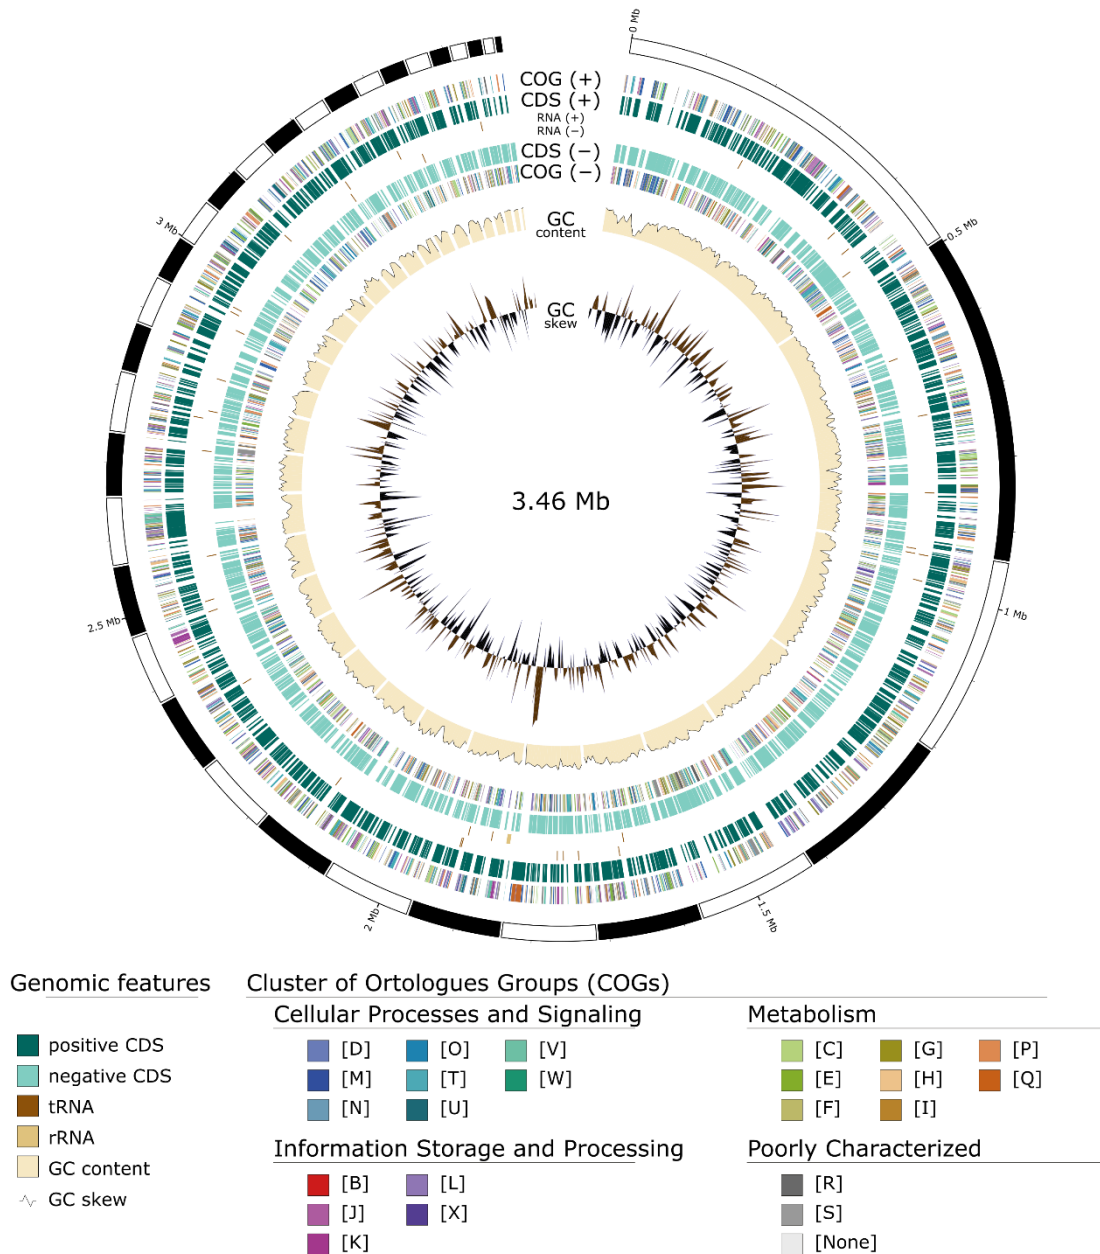 0 Mb
COG (+)
CDS (+)
RNA (+)
RNA (−)
CDS (−)
COG (−)
GC
content
GC
skew
0.5 Mb
3 Mb
3.46 Mb
1 Mb
2.5 Mb
1.5 Mb
2 Mb
Genomic features
positive CDS
negative CDS
tRNA
rRNA
GC content
GC skew
Cluster of Ortologues Groups (COGs)
Cellular Processes and Signaling
[D] [O] [V]
[M] [T] [W]
[N] [U]
Metabolism
[C] [G] [P]
[E] [H] [Q]
[F] [I]
Information Storage and Processing
[B] [L]
[J] [X]
[K]
Poorly Characterized
[R]
[S]
[None]